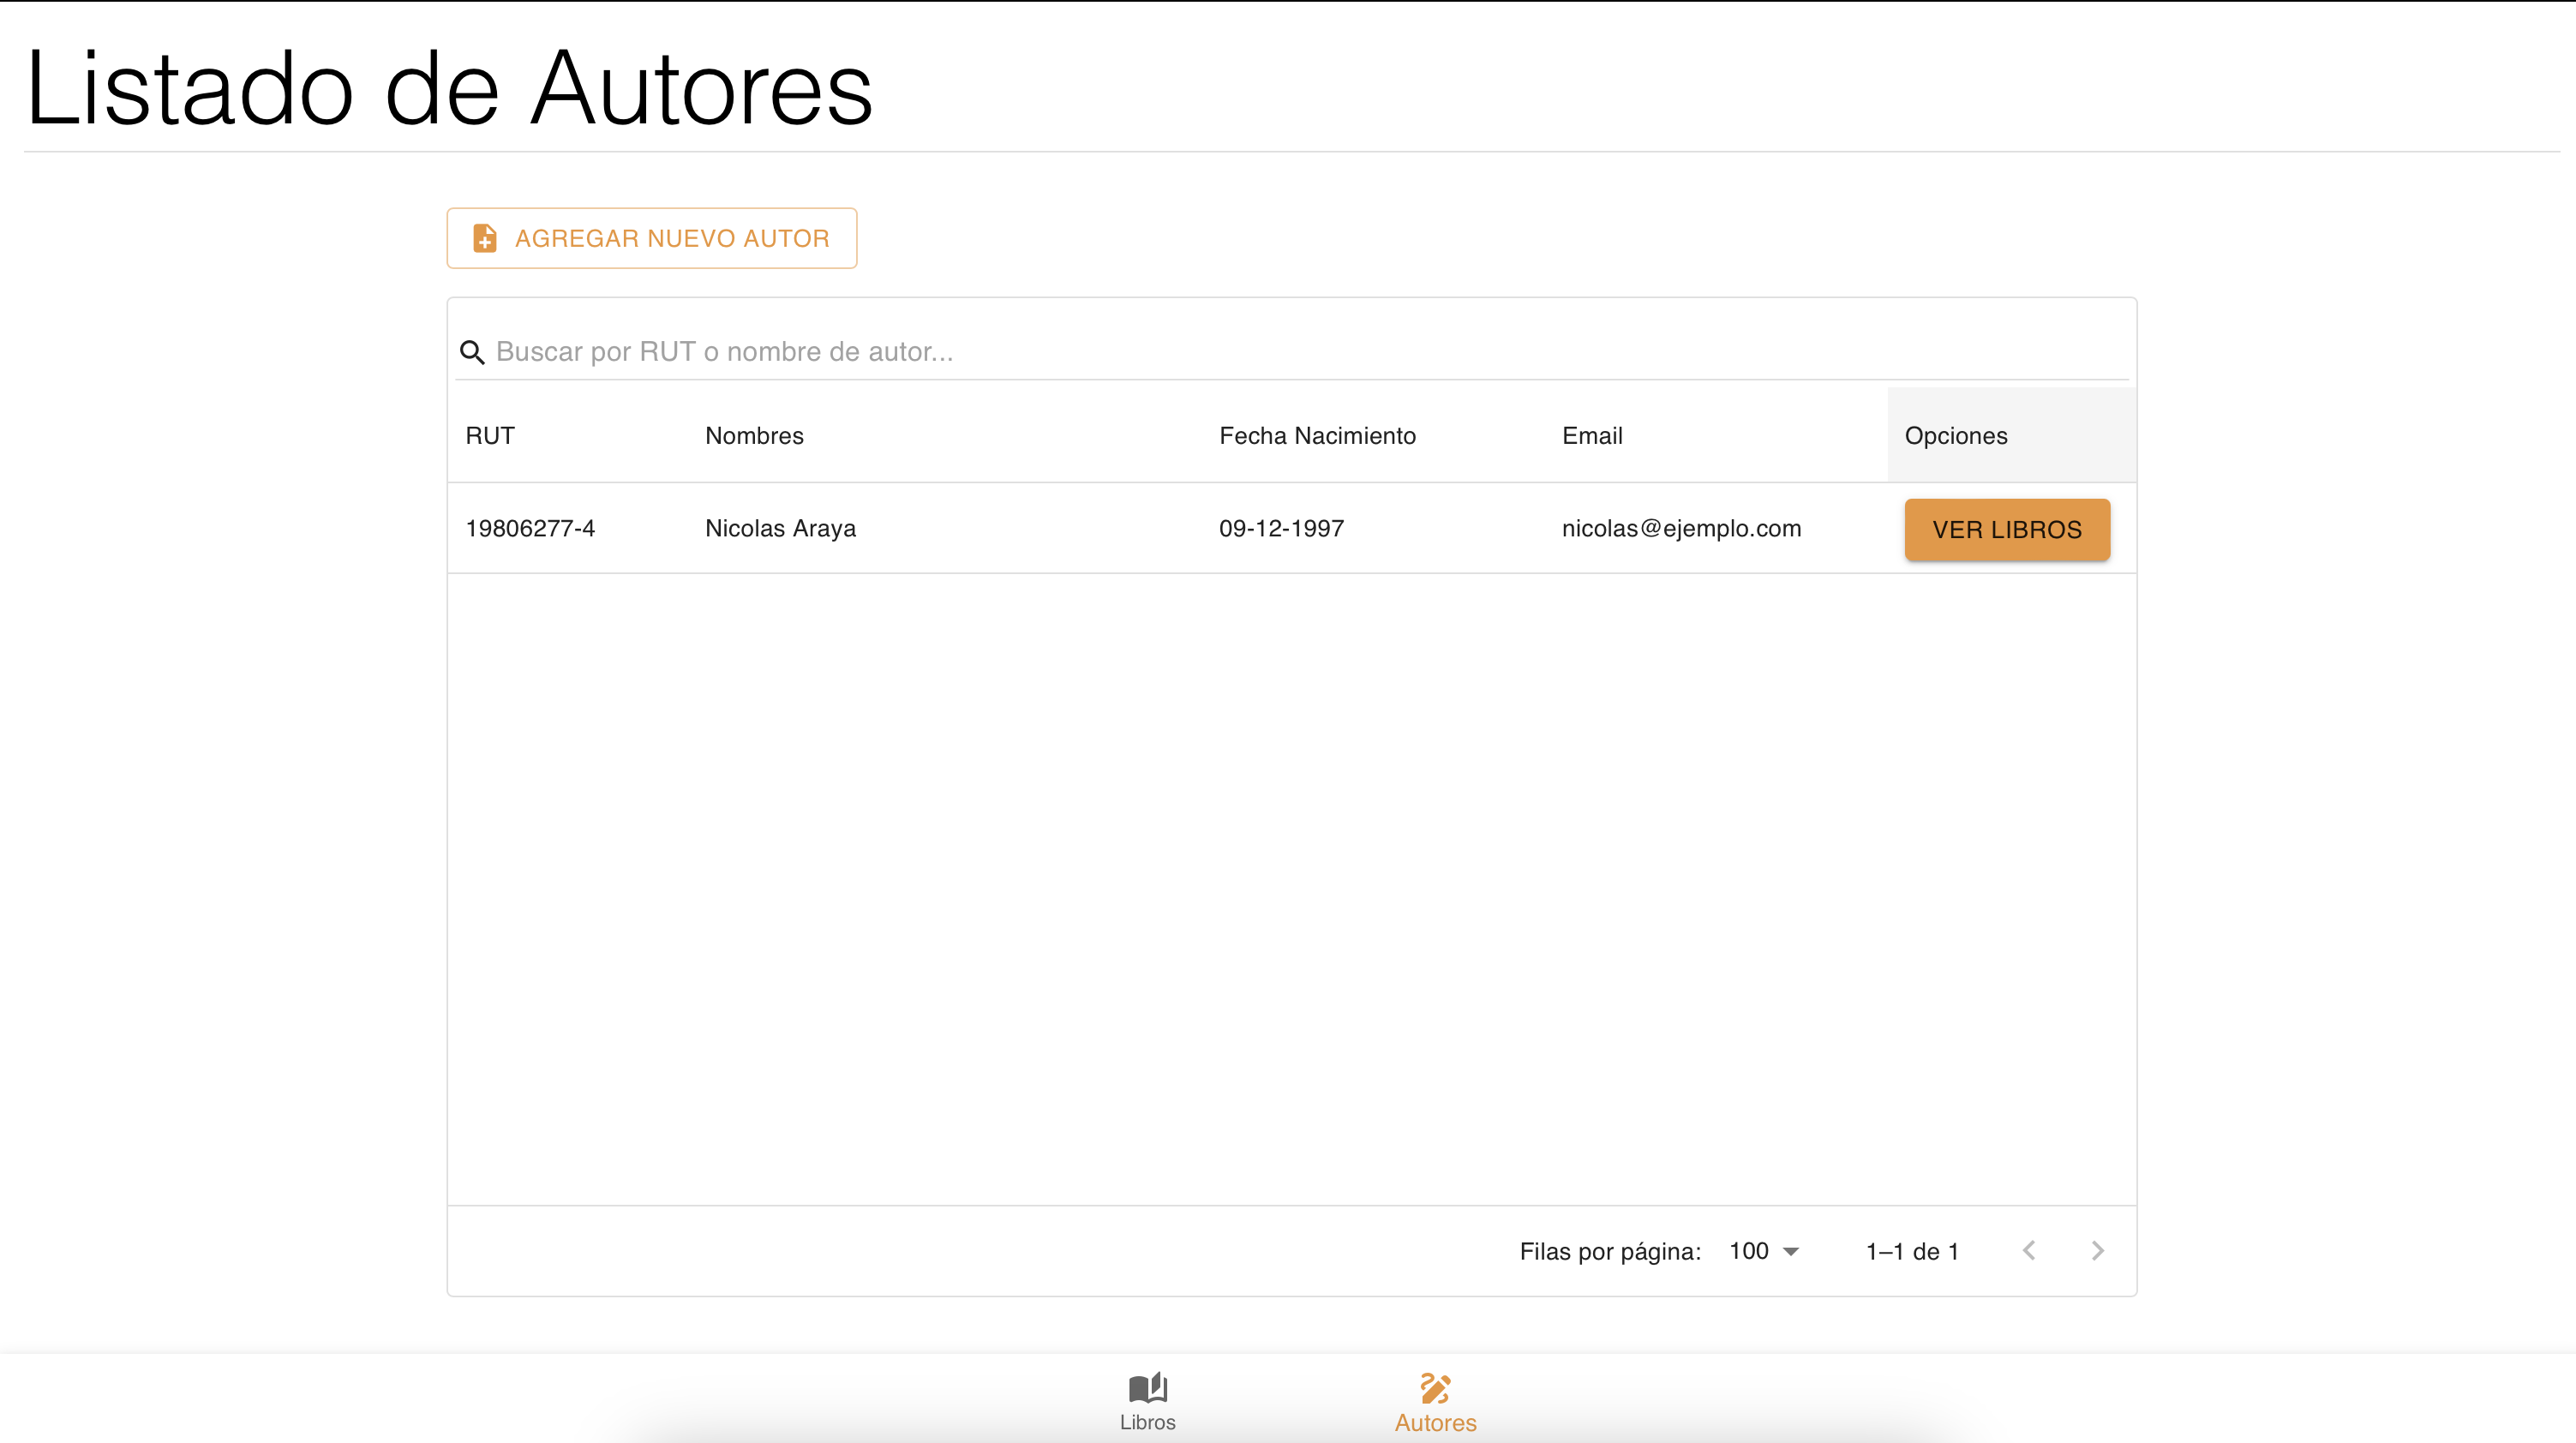 Listado de Autores
AGREGAR NUEVO AUTOR
Buscar por RUT o nombre de autor...
RUT Nombres Fecha Nacimiento Email Opciones
19806277-4 Nicolas Araya 09-12-1997 nicolas@ejemplo.com VER LIBROS
Filas por página: 100 1–1 de 1
Libros Autores